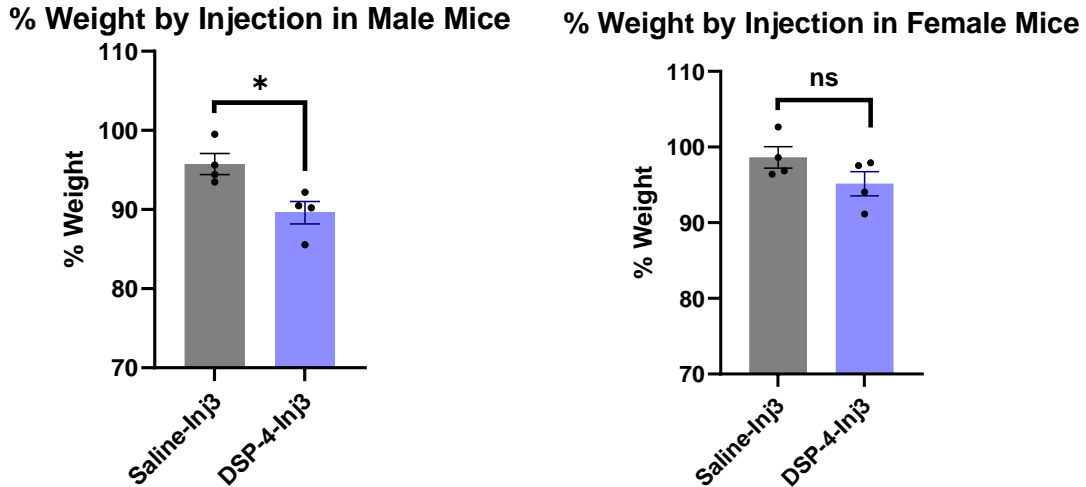 % Weight by Injection in Male Mice
110
100
90
80
70
% Weight
*
Saline-Inj3
DSP-4-Inj3
% Weight by Injection in Female Mice
110
100
90
80
70
% Weight
ns
Saline-Inj3
DSP-4-Inj3